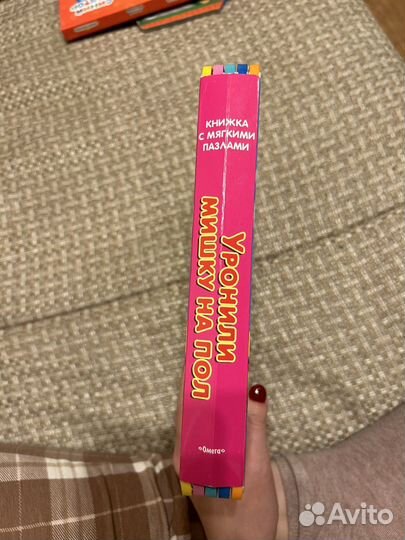 КНИЖКА
С МЯГКИМИ
ПАЗЛАМИ
УРОНИЛИ
МИШКУ НА ПОЛ
«Омега»
Avito